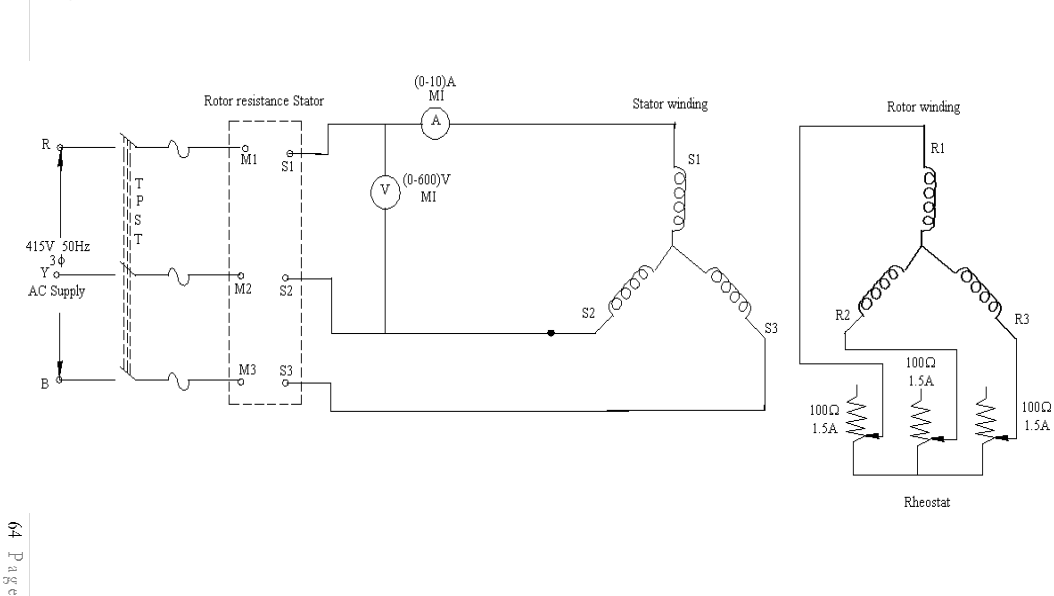 (0-10)A
MI
A
Rotor resistance Stator
Stator winding
Rotor winding
R
M1
S1
S1
R1
T
P
S
T
V
(0-600)V
MI
415V 50Hz
3ϕ
Y
AC Supply
M2
S2
S2
S3
R2
R3
B
M3
S3
100Ω
1.5A
100Ω
1.5A
100Ω
1.5A
Rheostat
64 Page